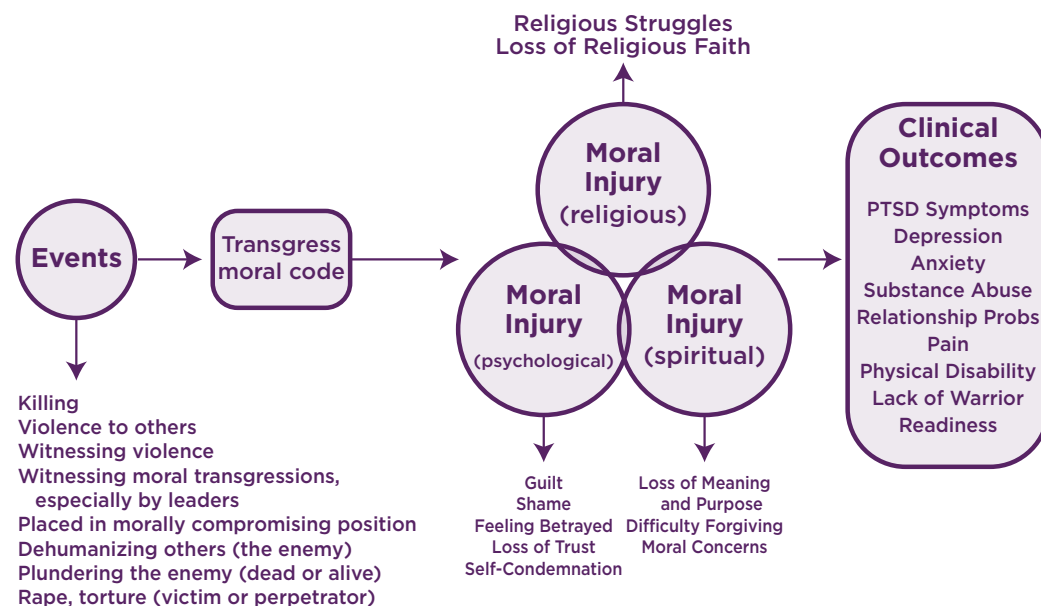 Religious Struggles
Loss of Religious Faith
Moral
Injury
(religious)
Clinical
Outcomes
PTSD Symptoms
Depression
Anxiety
Substance Abuse
Relationship Probs
Pain
Physical Disability
Lack of Warrior
Readiness
Events
Transgress
moral code
Moral
Injury
(psychological)
Moral
Injury
(spiritual)
Killing
Violence to others
Witnessing violence
Witnessing moral transgressions,
especially by leaders
Placed in morally compromising position
Dehumanizing others (the enemy)
Plundering the enemy (dead or alive)
Rape, torture (victim or perpetrator)
Guilt
Shame
Feeling Betrayed
Loss of Trust
Self-Condemnation
Loss of Meaning
and Purpose
Difficulty Forgiving
Moral Concerns